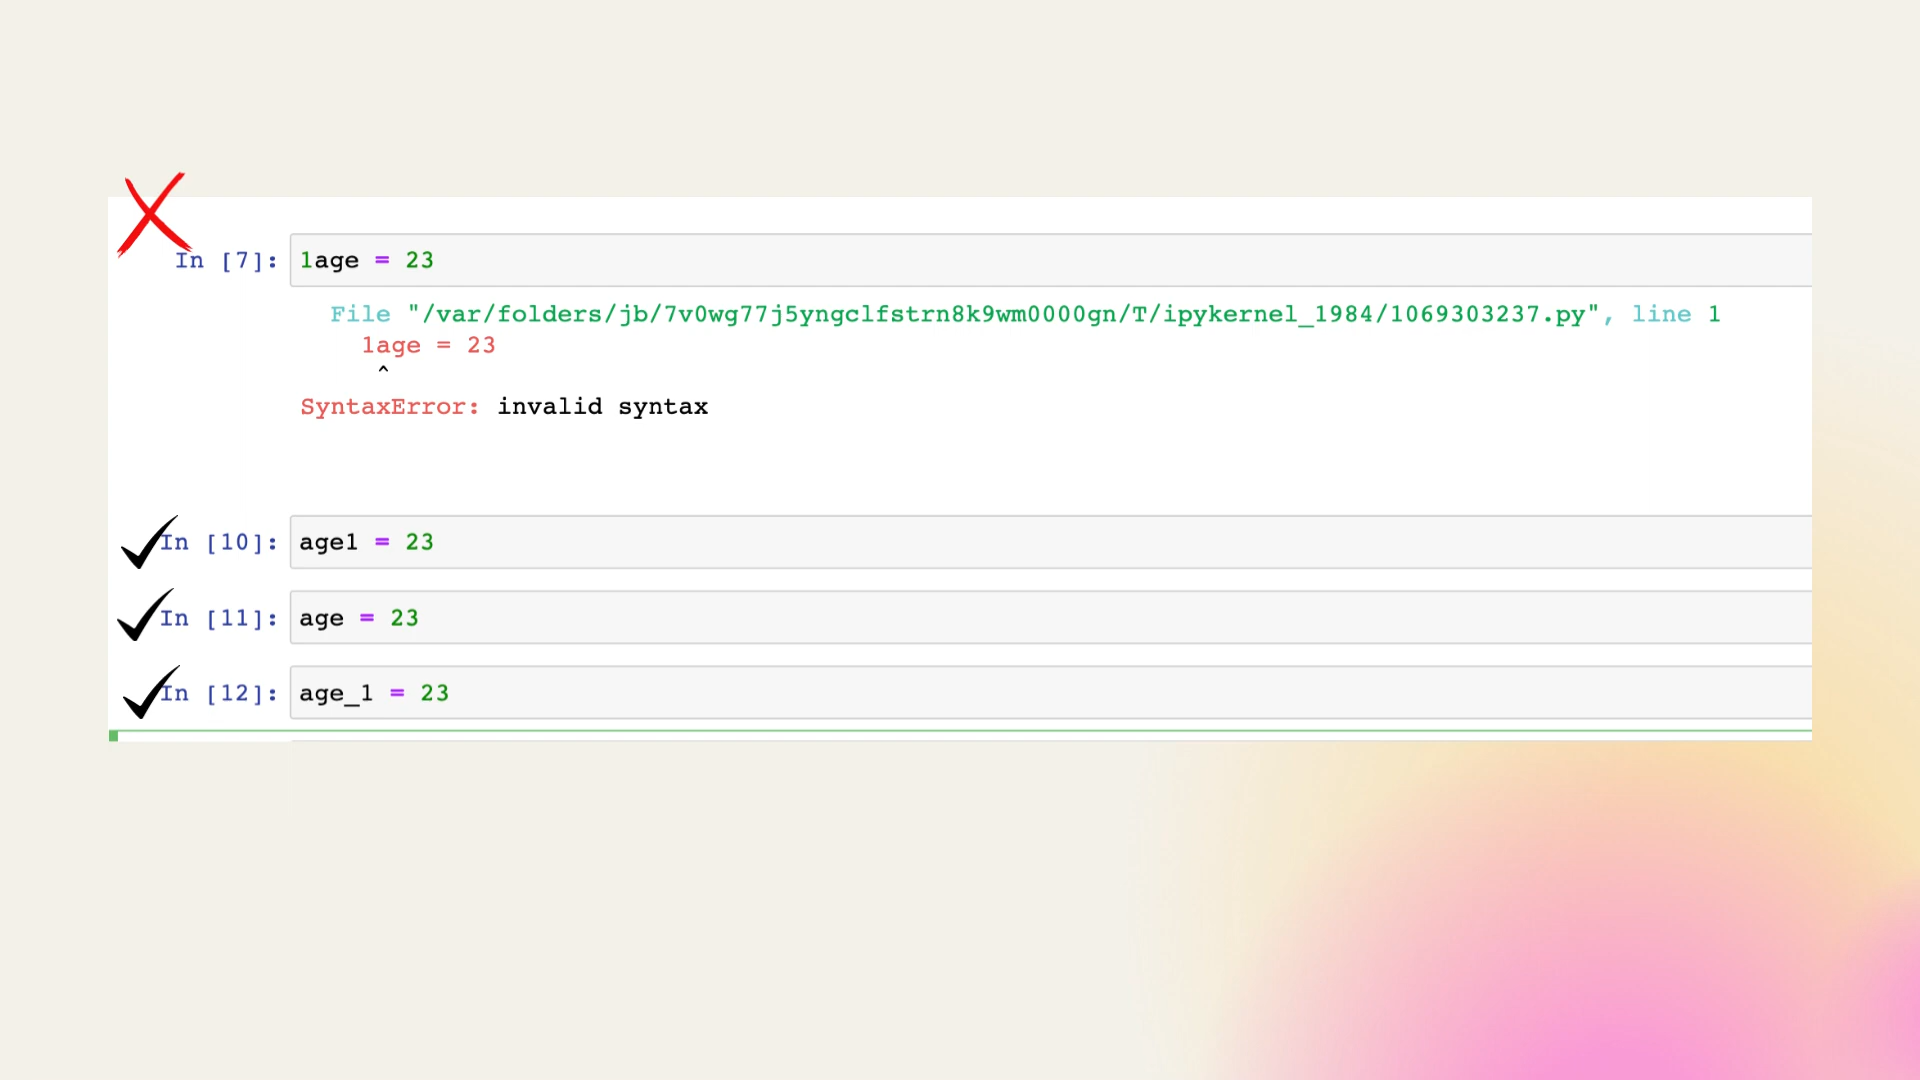 In [7]: 1age = 23
File "/var/folders/jb/7v0wg77j5yngclfstrn8k9wm0000gn/T/ipykernel_1984/1069303237.py", line 1
1age = 23
^
SyntaxError: invalid syntax
In [10]: age1 = 23
In [11]: age = 23
In [12]: age_1 = 23